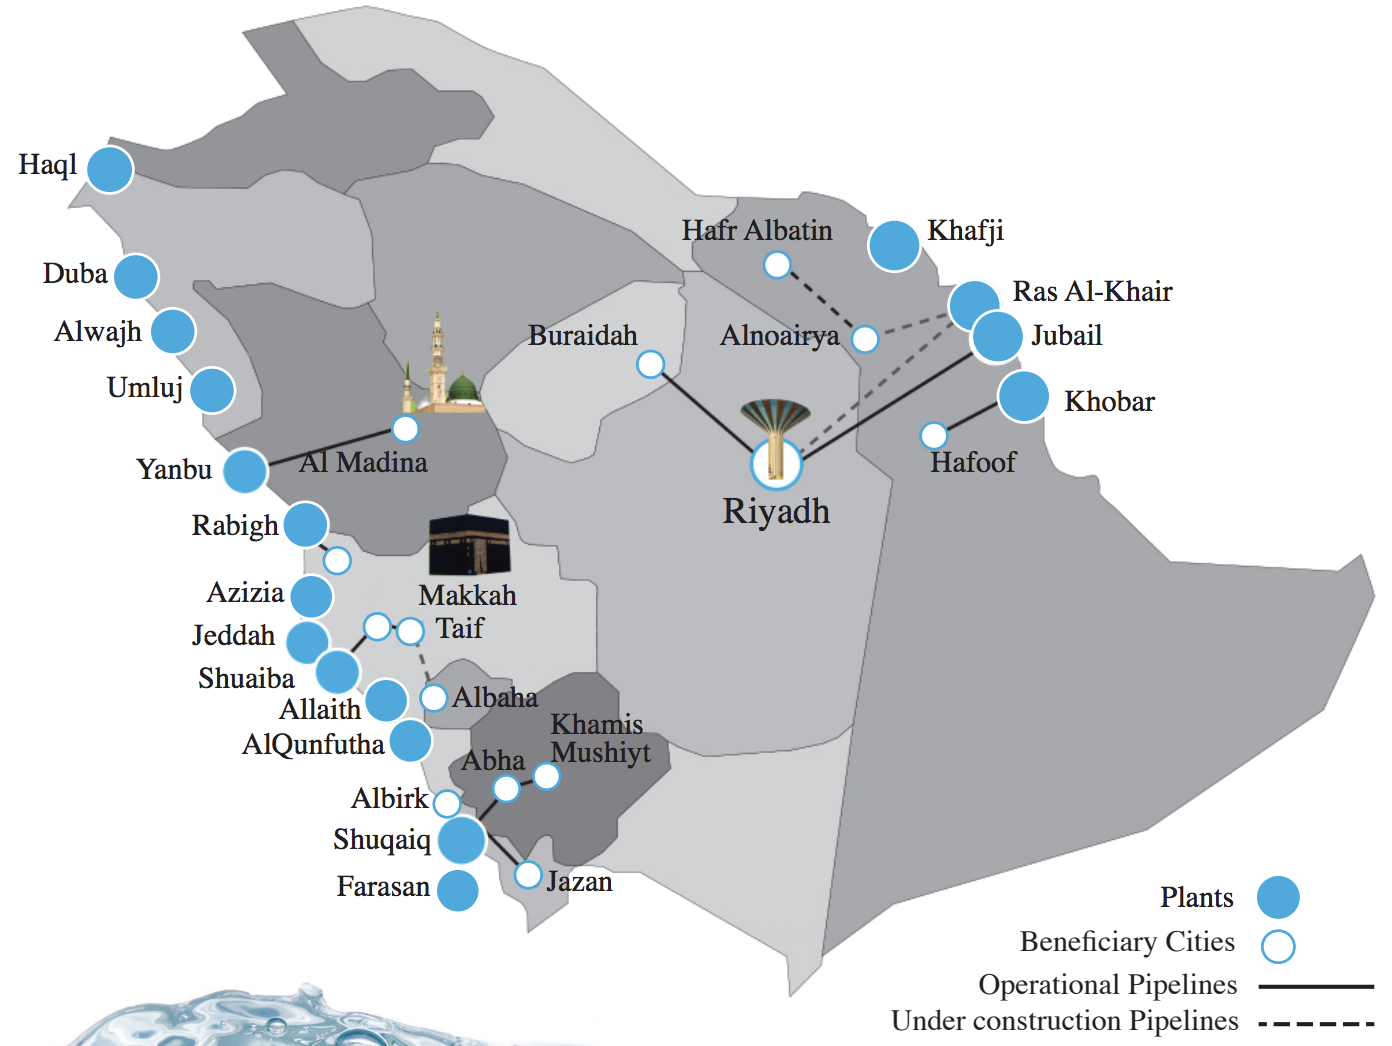 Haql
Hafr Albatin
Khafji
Duba
Ras Al-Khair
Alwajh
Buraidah
Alnoairya
Jubail
Umluj
Khobar
Yanbu
Al Madina
Hafoof
Riyadh
Rabigh
Azizia
Makkah
Jeddah
Taif
Shuaiba
Albaha
Allaith
AlQunfutha
Khamis
Mushiyt
Abha
Albirk
Shuqaiq
Farasan
Jazan
Plants
Beneficiary Cities
Operational Pipelines
Under construction Pipelines